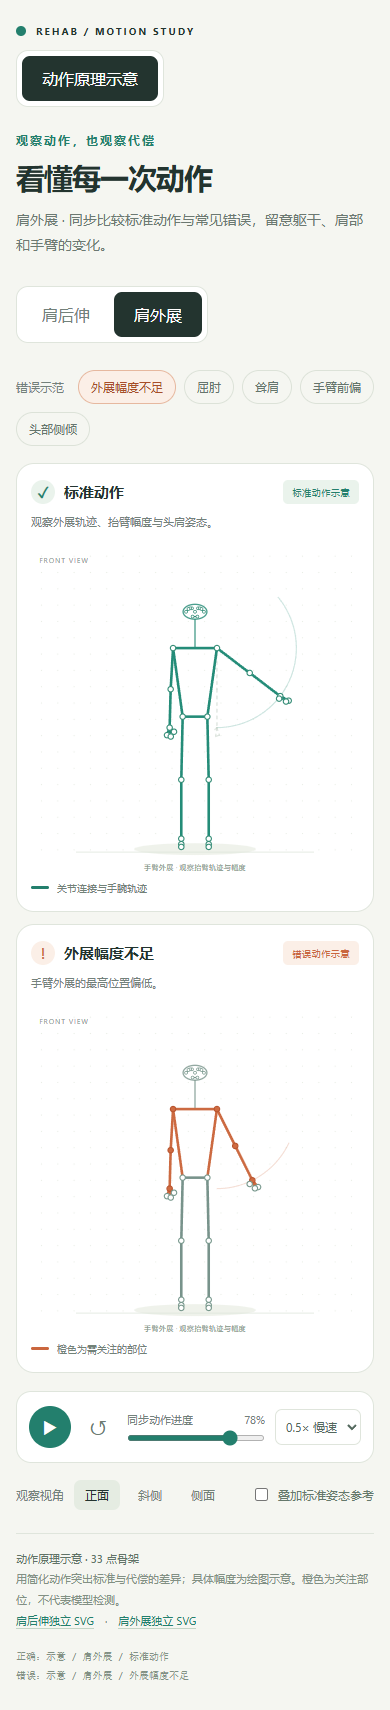 REHAB / MOTION STUDY
动作原理示意
观察动作，也观察代偿
看懂每一次动作
肩外展 · 同步比较标准动作与常见错误，留意躯干、肩部
和手臂的变化。
肩后伸 肩外展
错误示范 外展幅度不足 屈肘 耸肩 手臂前偏
头部侧倾
✓ 标准动作 标准动作示意
观察外展轨迹、抬臂幅度与头肩姿态。
FRONT VIEW
手臂外展 · 观察抬臂轨迹与幅度
关节连接与手腕轨迹
! 外展幅度不足 错误动作示意
手臂外展的最高位置偏低。
FRONT VIEW
手臂外展 · 观察抬臂轨迹与幅度
橙色为需关注的部位
同步动作进度 78% 0.5× 慢速
观察视角 正面 斜侧 侧面 叠加标准姿态参考
动作原理示意 · 33 点骨架
用简化动作突出标准与代偿的差异；具体幅度为绘图示意。橙色为关注部
位，不代表模型检测。
肩后伸独立 SVG · 肩外展独立 SVG
正确：示意 / 肩外展 / 标准动作
错误：示意 / 肩外展 / 外展幅度不足